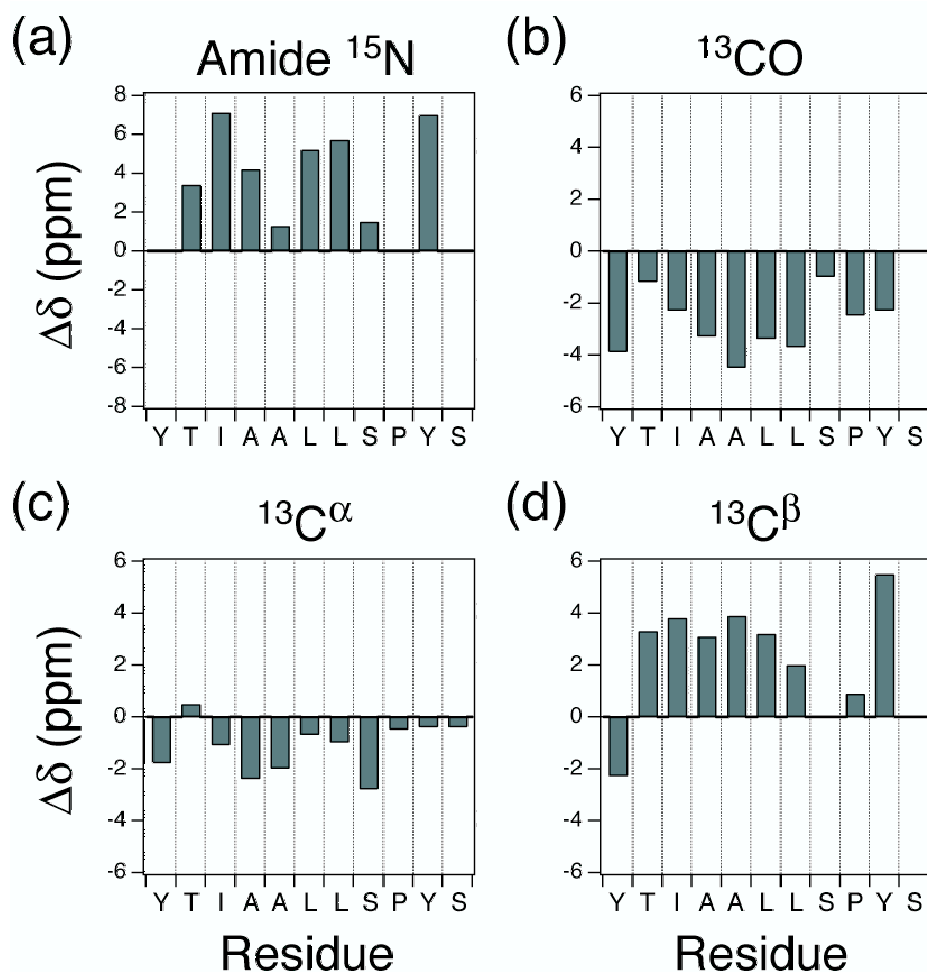 (a)
Amide ¹⁵N
(b)
¹³CO
8
6
4
2
0
-2
-4
-6
-8
Δδ (ppm)
6
4
2
0
-2
-4
-6
Y T I A A L L S P Y S
Y T I A A L L S P Y S
(c)
¹³Cα
(d)
¹³Cβ
6
4
2
0
-2
-4
-6
Δδ (ppm)
6
4
2
0
-2
-4
-6
Y T I A A L L S P Y S
Y T I A A L L S P Y S
Residue
Residue